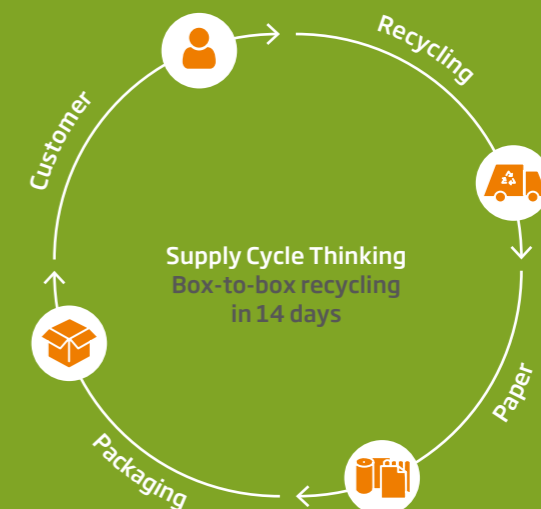 Recycling
Customer
Supply Cycle Thinking
Box-to-box recycling
in 14 days
Paper
Packaging